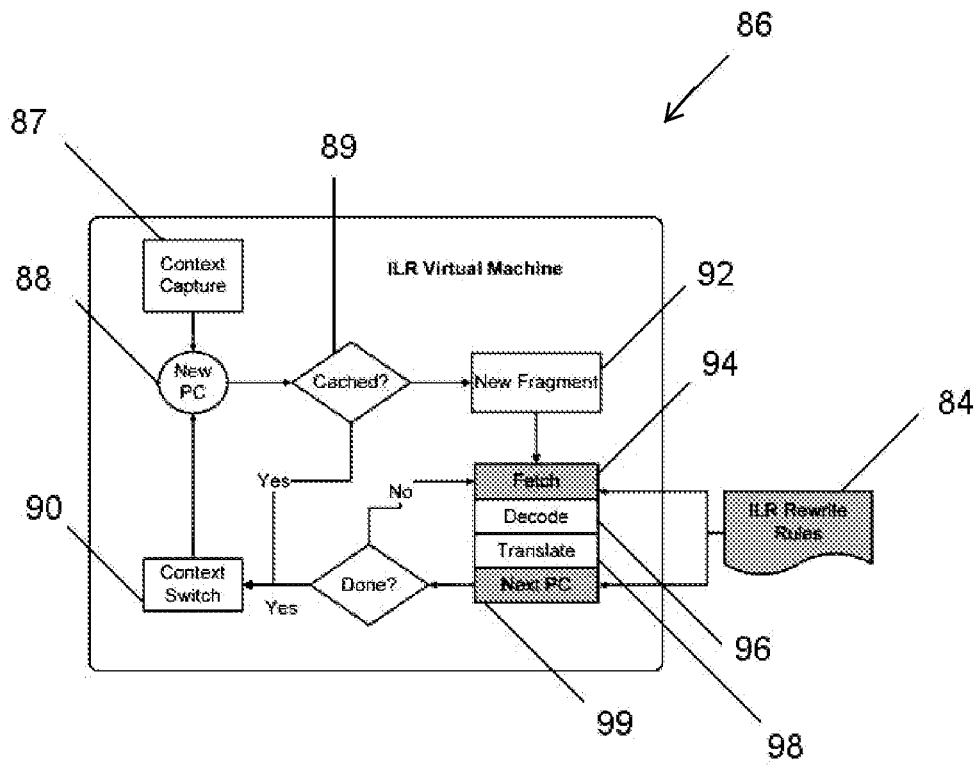 86
87
89
Context
Capture
ILR Virtual Machine
88
92
New
PC
Cached?
New Fragment
94
84
Yes
No
Fetch
ILR Rewrite
Rules
90
Decode
Translate
Context
Switch
Done?
Next PC
Yes
96
99
98